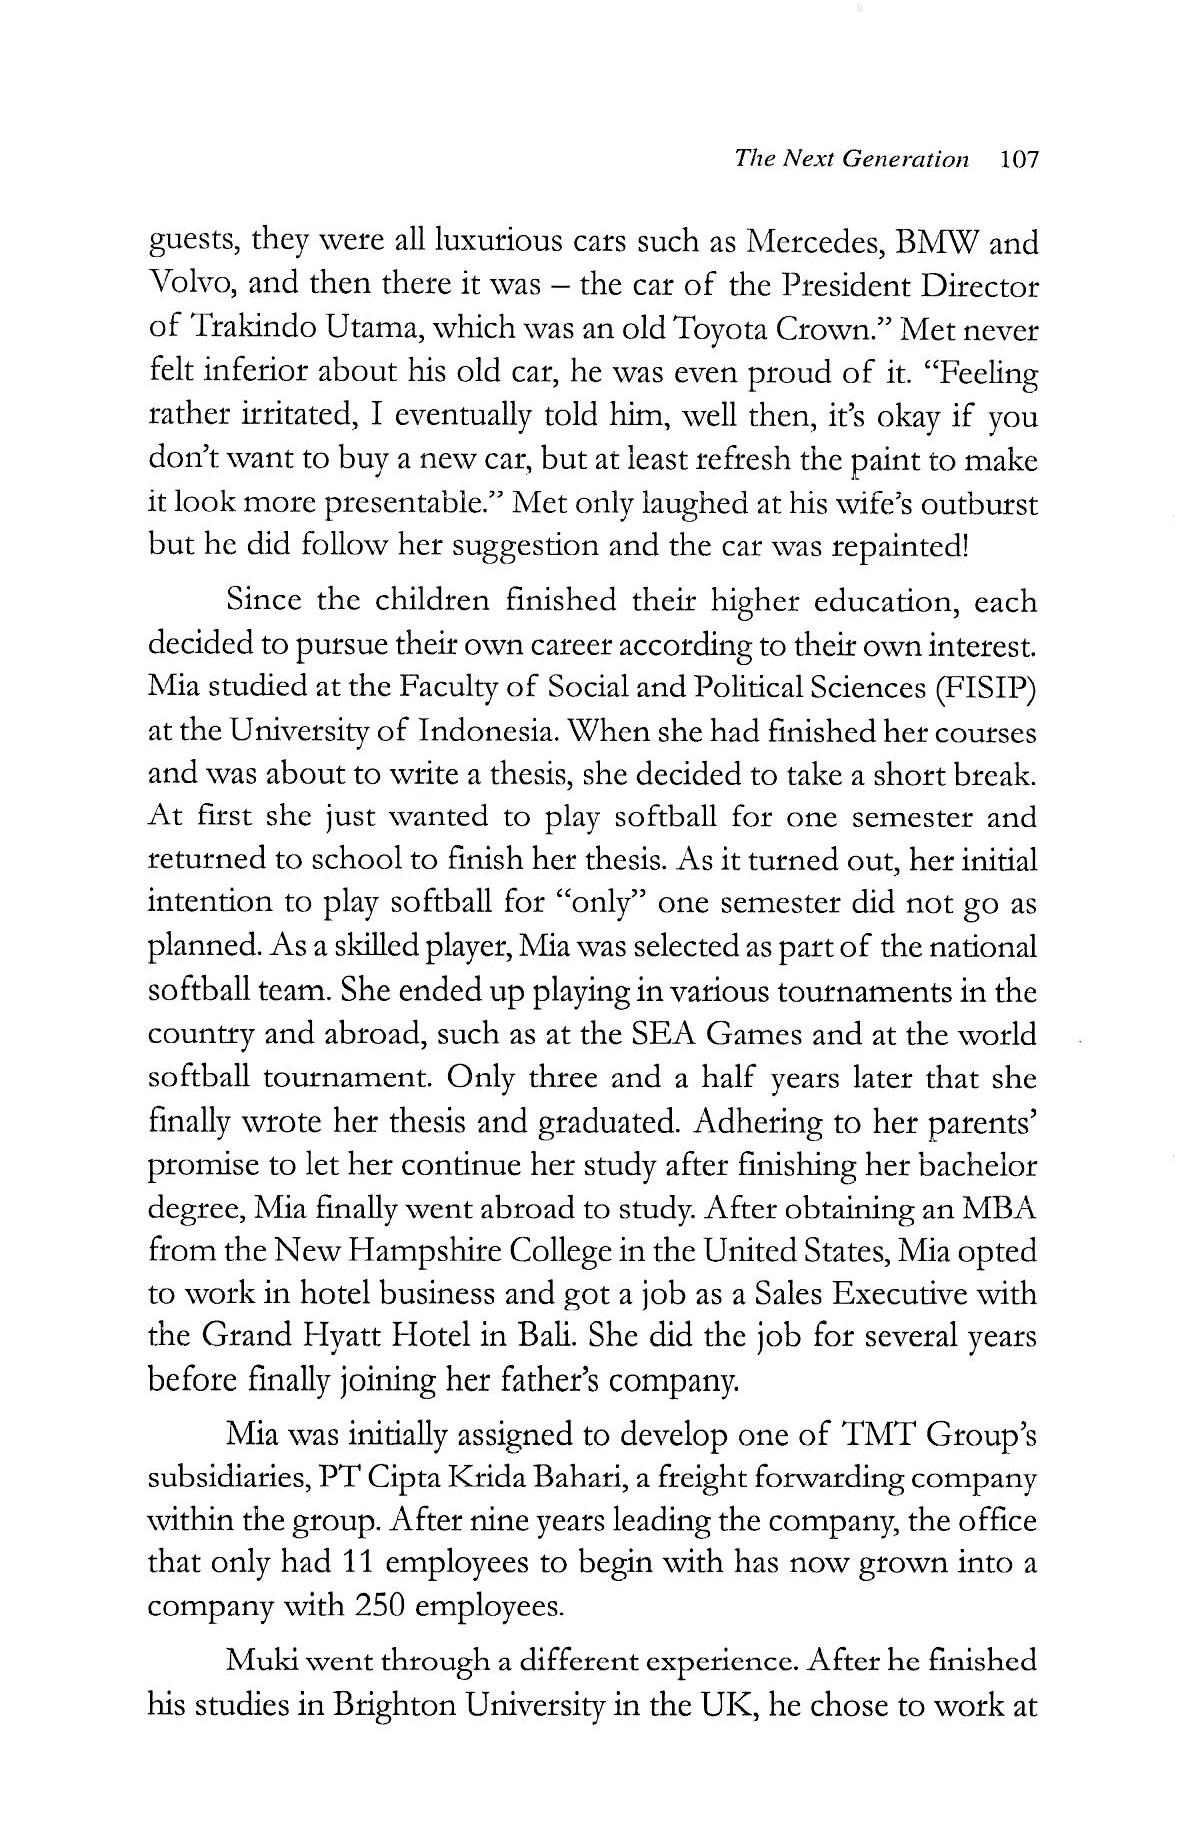 The Next Generation 107
guests, they were all luxurious cars such as Mercedes, BMW and
Volvo, and then there it was – the car of the President Director
of Trakindo Utama, which was an old Toyota Crown.” Met never
felt inferior about his old car, he was even proud of it. “Feeling
rather irritated, I eventually told him, well then, it’s okay if you
don’t want to buy a new car, but at least refresh the paint to make
it look more presentable.” Met only laughed at his wife’s outburst
but he did follow her suggestion and the car was repainted!
Since the children finished their higher education, each
decided to pursue their own career according to their own interest.
Mia studied at the Faculty of Social and Political Sciences (FISIP)
at the University of Indonesia. When she had finished her courses
and was about to write a thesis, she decided to take a short break.
At first she just wanted to play softball for one semester and
returned to school to finish her thesis. As it turned out, her initial
intention to play softball for “only” one semester did not go as
planned. As a skilled player, Mia was selected as part of the national
softball team. She ended up playing in various tournaments in the
country and abroad, such as at the SEA Games and at the world
softball tournament. Only three and a half years later that she
finally wrote her thesis and graduated. Adhering to her parents’
promise to let her continue her study after finishing her bachelor
degree, Mia finally went abroad to study. After obtaining an MBA
from the New Hampshire College in the United States, Mia opted
to work in hotel business and got a job as a Sales Executive with
the Grand Hyatt Hotel in Bali. She did the job for several years
before finally joining her father’s company.
Mia was initially assigned to develop one of TMT Group’s
subsidiaries, PT Cipta Krida Bahari, a freight forwarding company
within the group. After nine years leading the company, the office
that only had 11 employees to begin with has now grown into a
company with 250 employees.
Muki went through a different experience. After he finished
his studies in Brighton University in the UK, he chose to work at